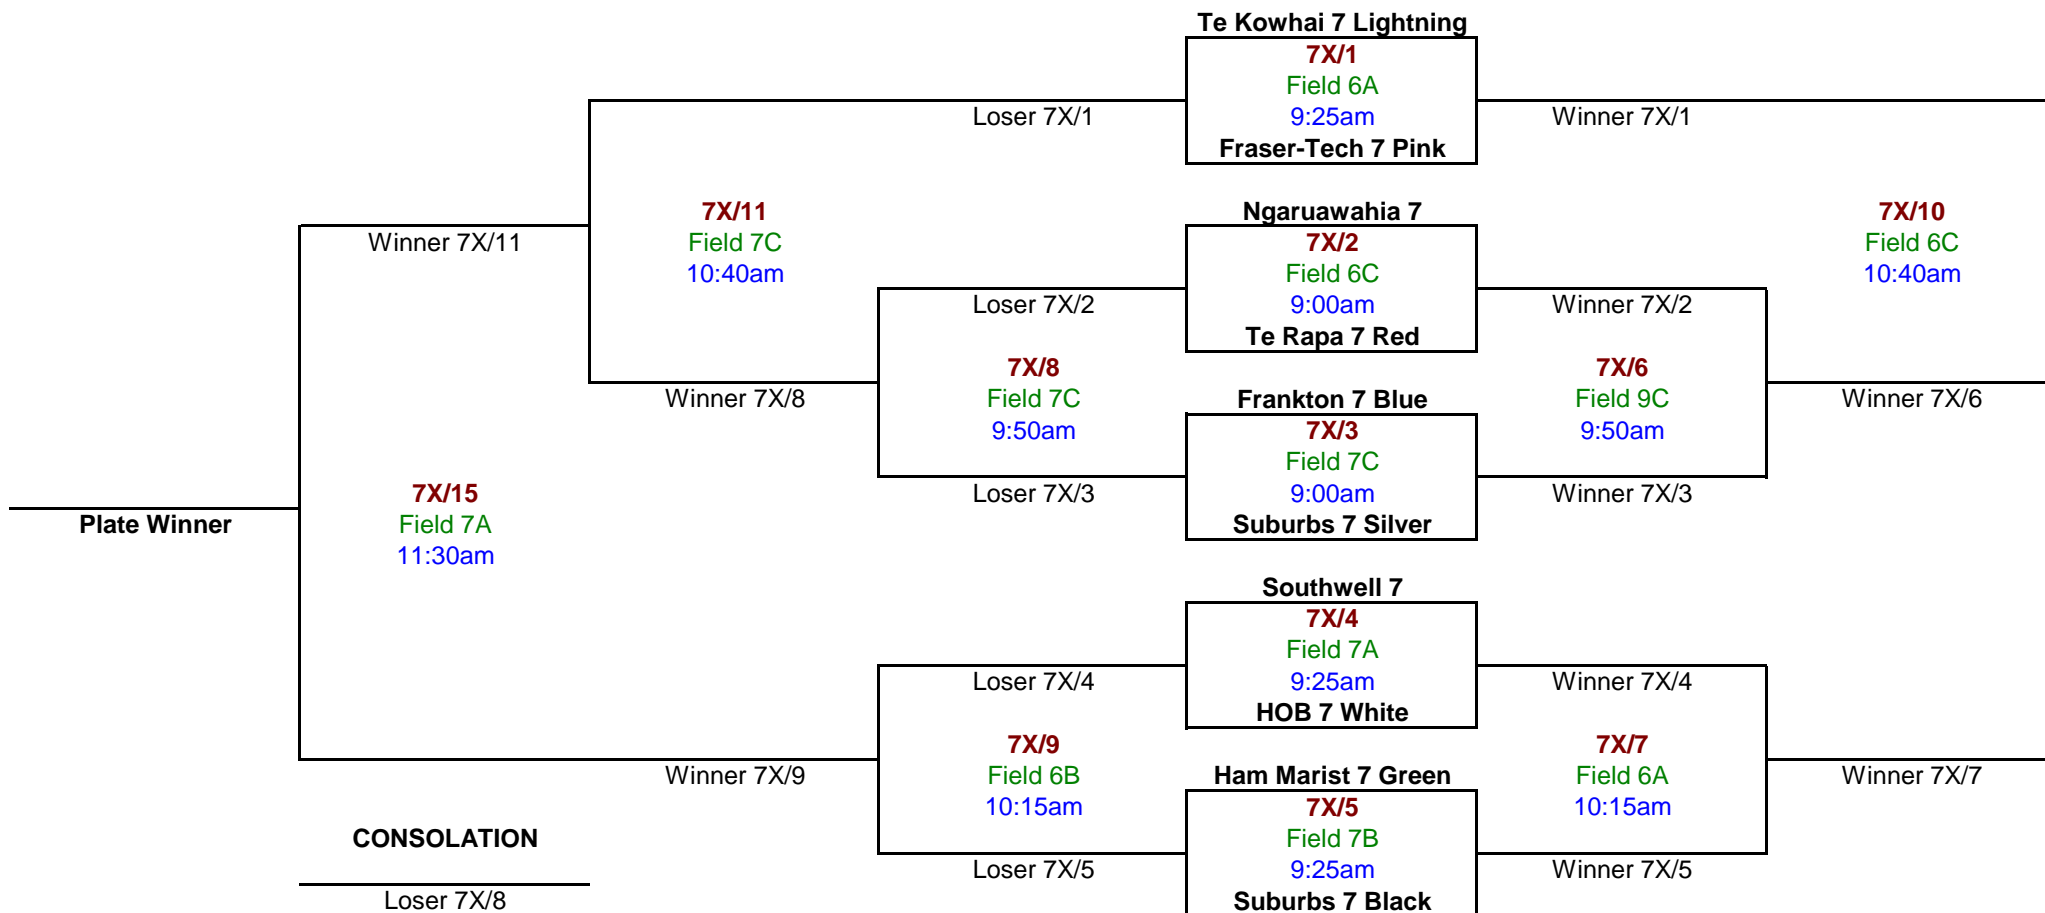 Te Kowhai 7 Lightning
7X/1
Field 6A
Loser 7X/1
9:25am
Winner 7X/1
Fraser-Tech 7 Pink
7X/11
Ngaruawahia 7
7X/10
Winner 7X/11
Field 7C
7X/2
Field 6C
10:40am
Field 6C
10:40am
Loser 7X/2
9:00am
Winner 7X/2
Te Rapa 7 Red
7X/8
7X/6
Winner 7X/8
Field 7C
Frankton 7 Blue
Field 9C
Winner 7X/6
9:50am
7X/3
9:50am
Field 7C
7X/15
Loser 7X/3
9:00am
Winner 7X/3
Plate Winner
Field 7A
Suburbs 7 Silver
11:30am
Southwell 7
7X/4
Field 7A
Loser 7X/4
9:25am
Winner 7X/4
HOB 7 White
7X/9
7X/7
Winner 7X/9
Field 6B
Ham Marist 7 Green
Field 6A
Winner 7X/7
10:15am
7X/5
10:15am
CONSOLATION
Field 7B
Loser 7X/5
9:25am
Winner 7X/5
Loser 7X/8
Suburbs 7 Black